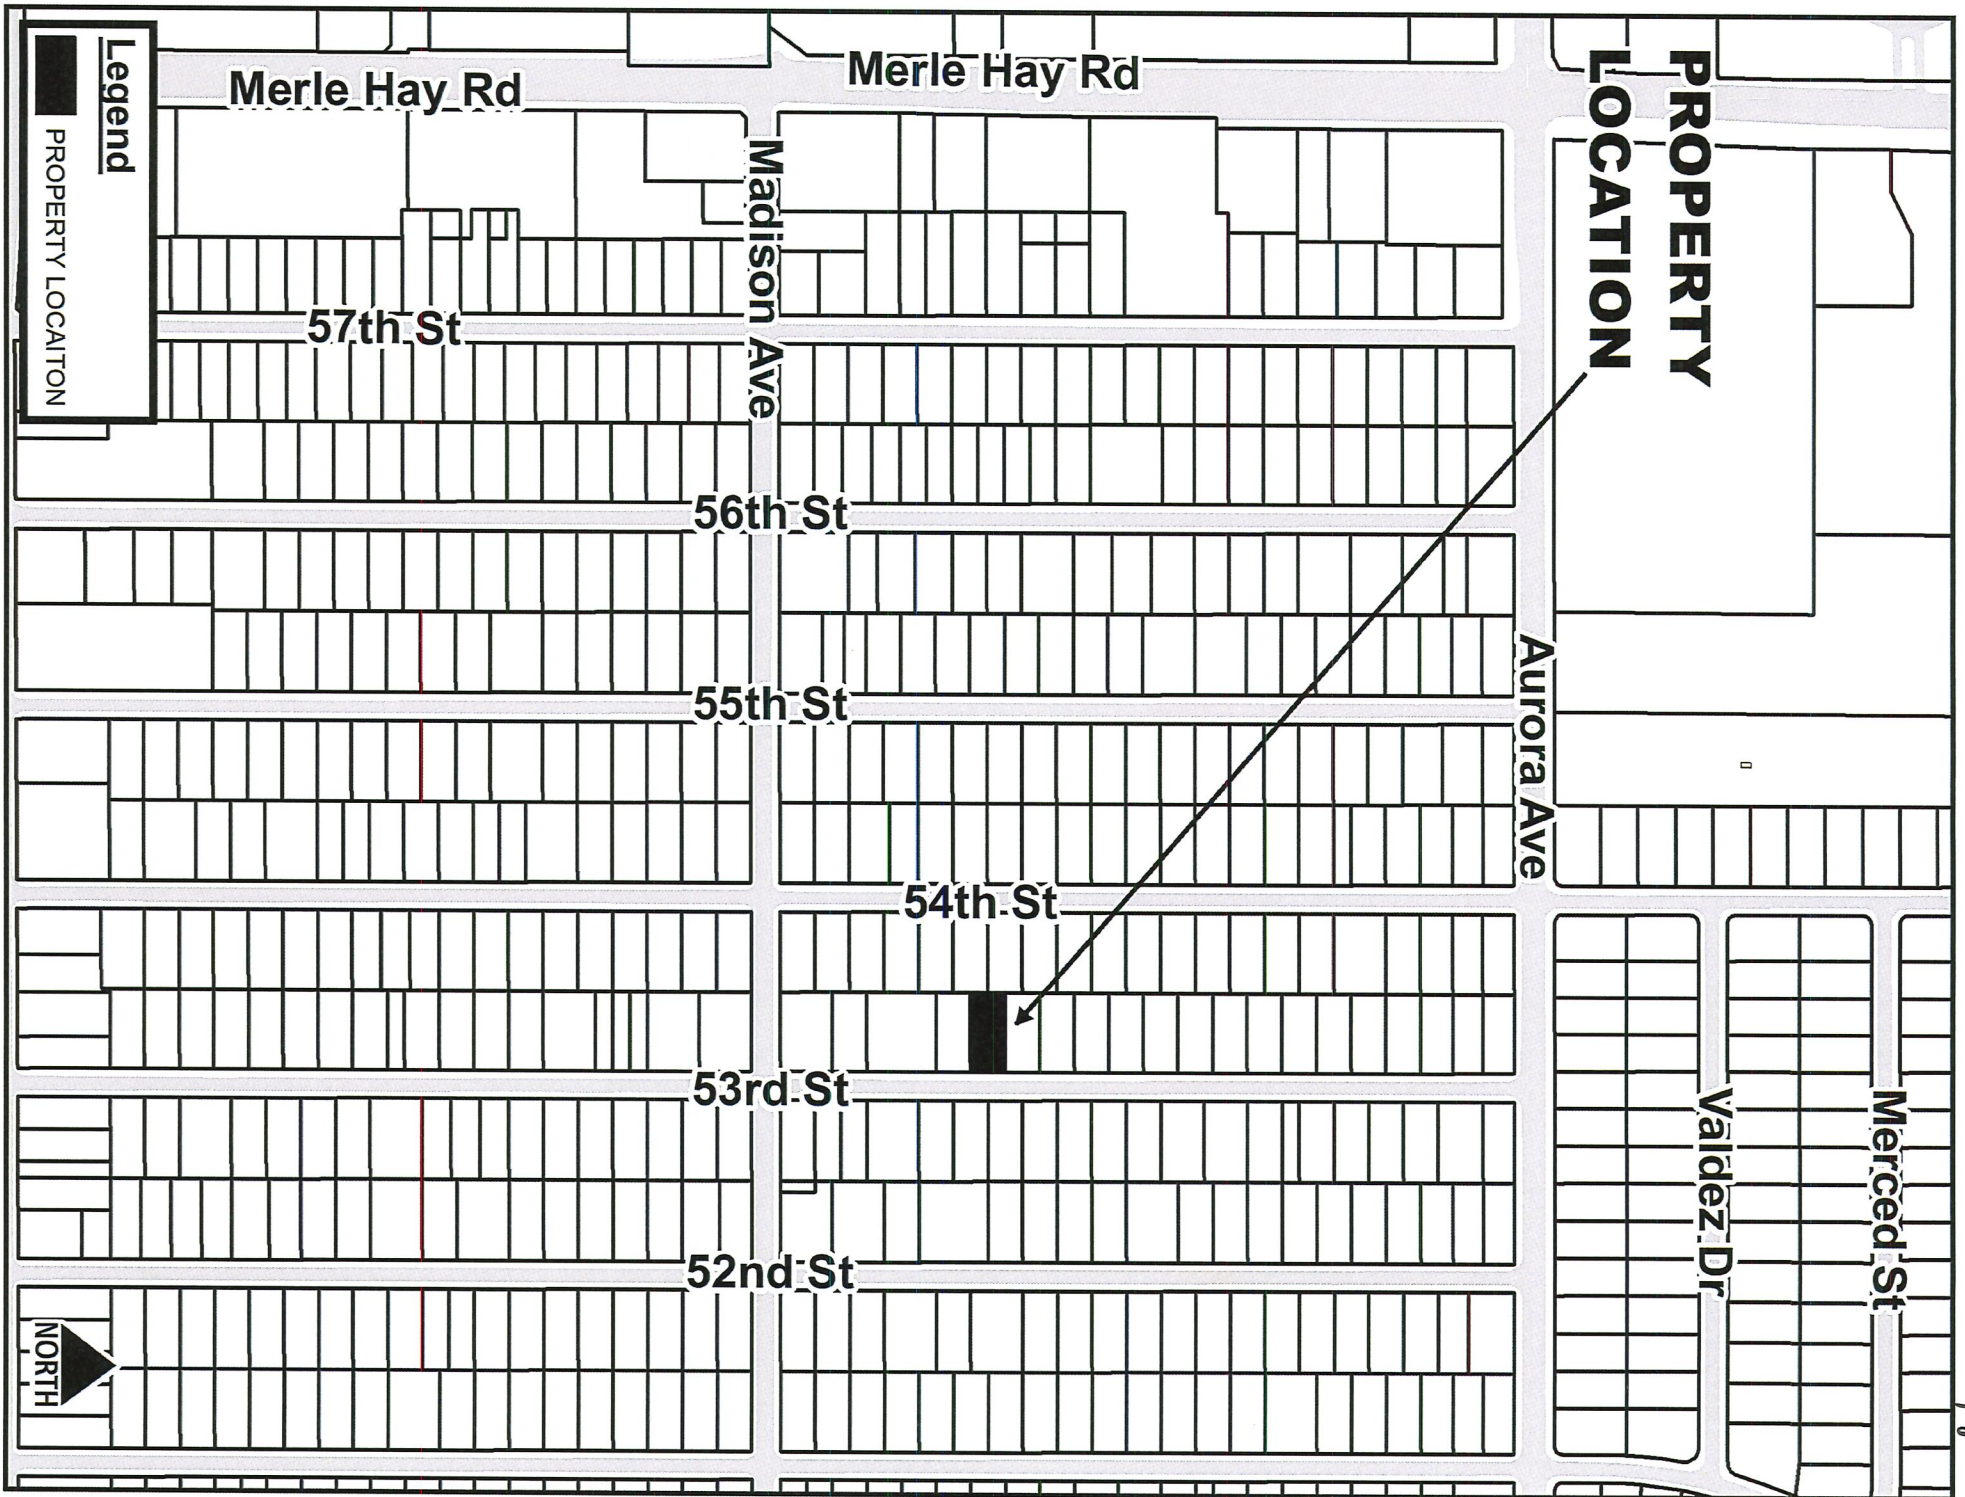 PROPERTY
LOCATION
Legend
PROPERTY LOCAITON
Merle Hay Rd
Merle Hay Rd
Madison Ave
57th St
56th St
55th St
Aurora Ave
54th St
53rd St
Valdez Dr
Merced St
52nd St
NORTH